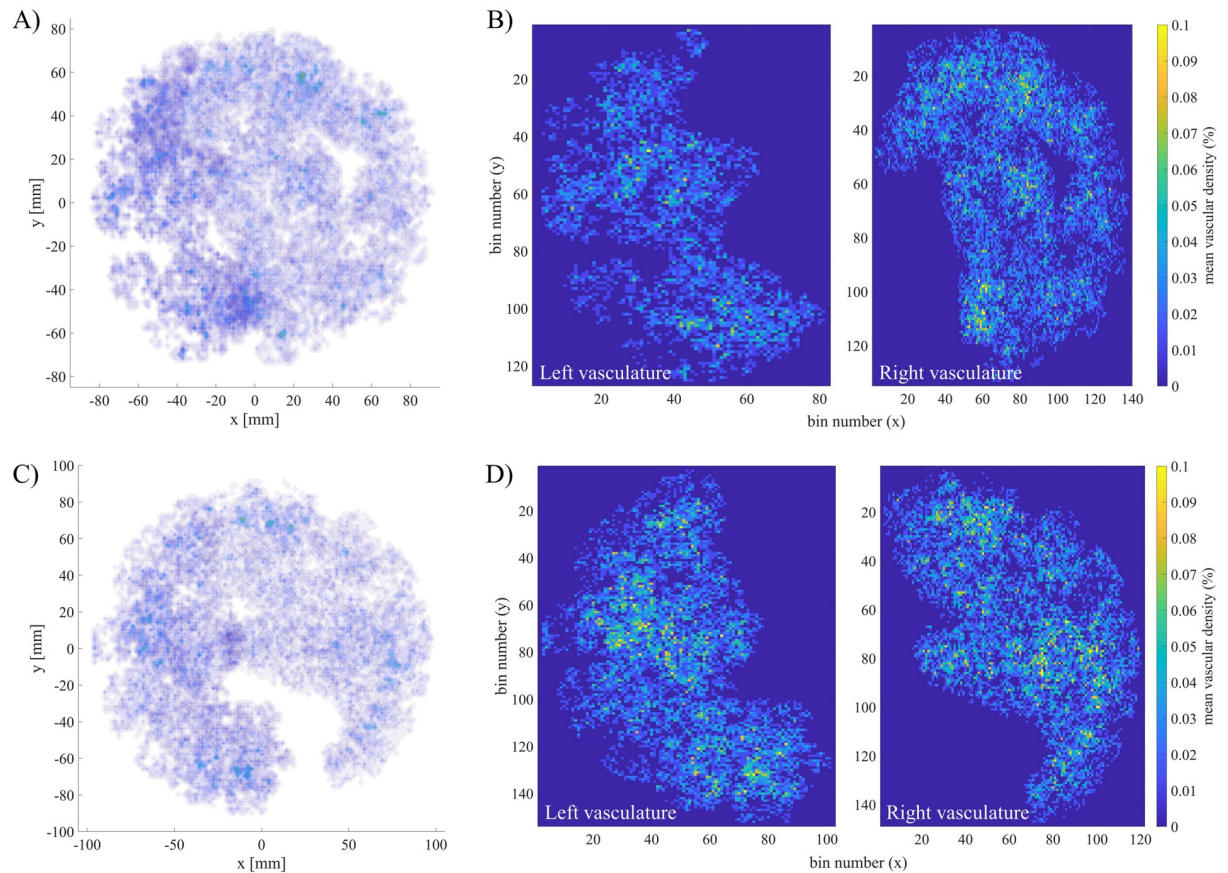 A)
80
60
40
20
0
-20
-40
-60
-80
y [mm]
-80 -60 -40 -20 0 20 40 60 80
x [mm]
B)
20
40
60
80
100
120
bin number (y)
Left vasculature
20 40 60 80
20
40
60
80
100
120
Right vasculature
20 40 60 80 100 120 140
bin number (x)
0.1
0.09
0.08
0.07
0.06
0.05
0.04
0.03
0.02
0.01
0
mean vascular density (%)
C)
100
80
60
40
20
0
-20
-40
-60
-80
-100
y [mm]
-100 -50 0 50 100
x [mm]
D)
20
40
60
80
100
120
140
bin number (y)
Left vasculature
20 40 60 80 100
20
40
60
80
100
120
140
Right vasculature
20 40 60 80 100 120
bin number (x)
0.1
0.09
0.08
0.07
0.06
0.05
0.04
0.03
0.02
0.01
0
mean vascular density (%)